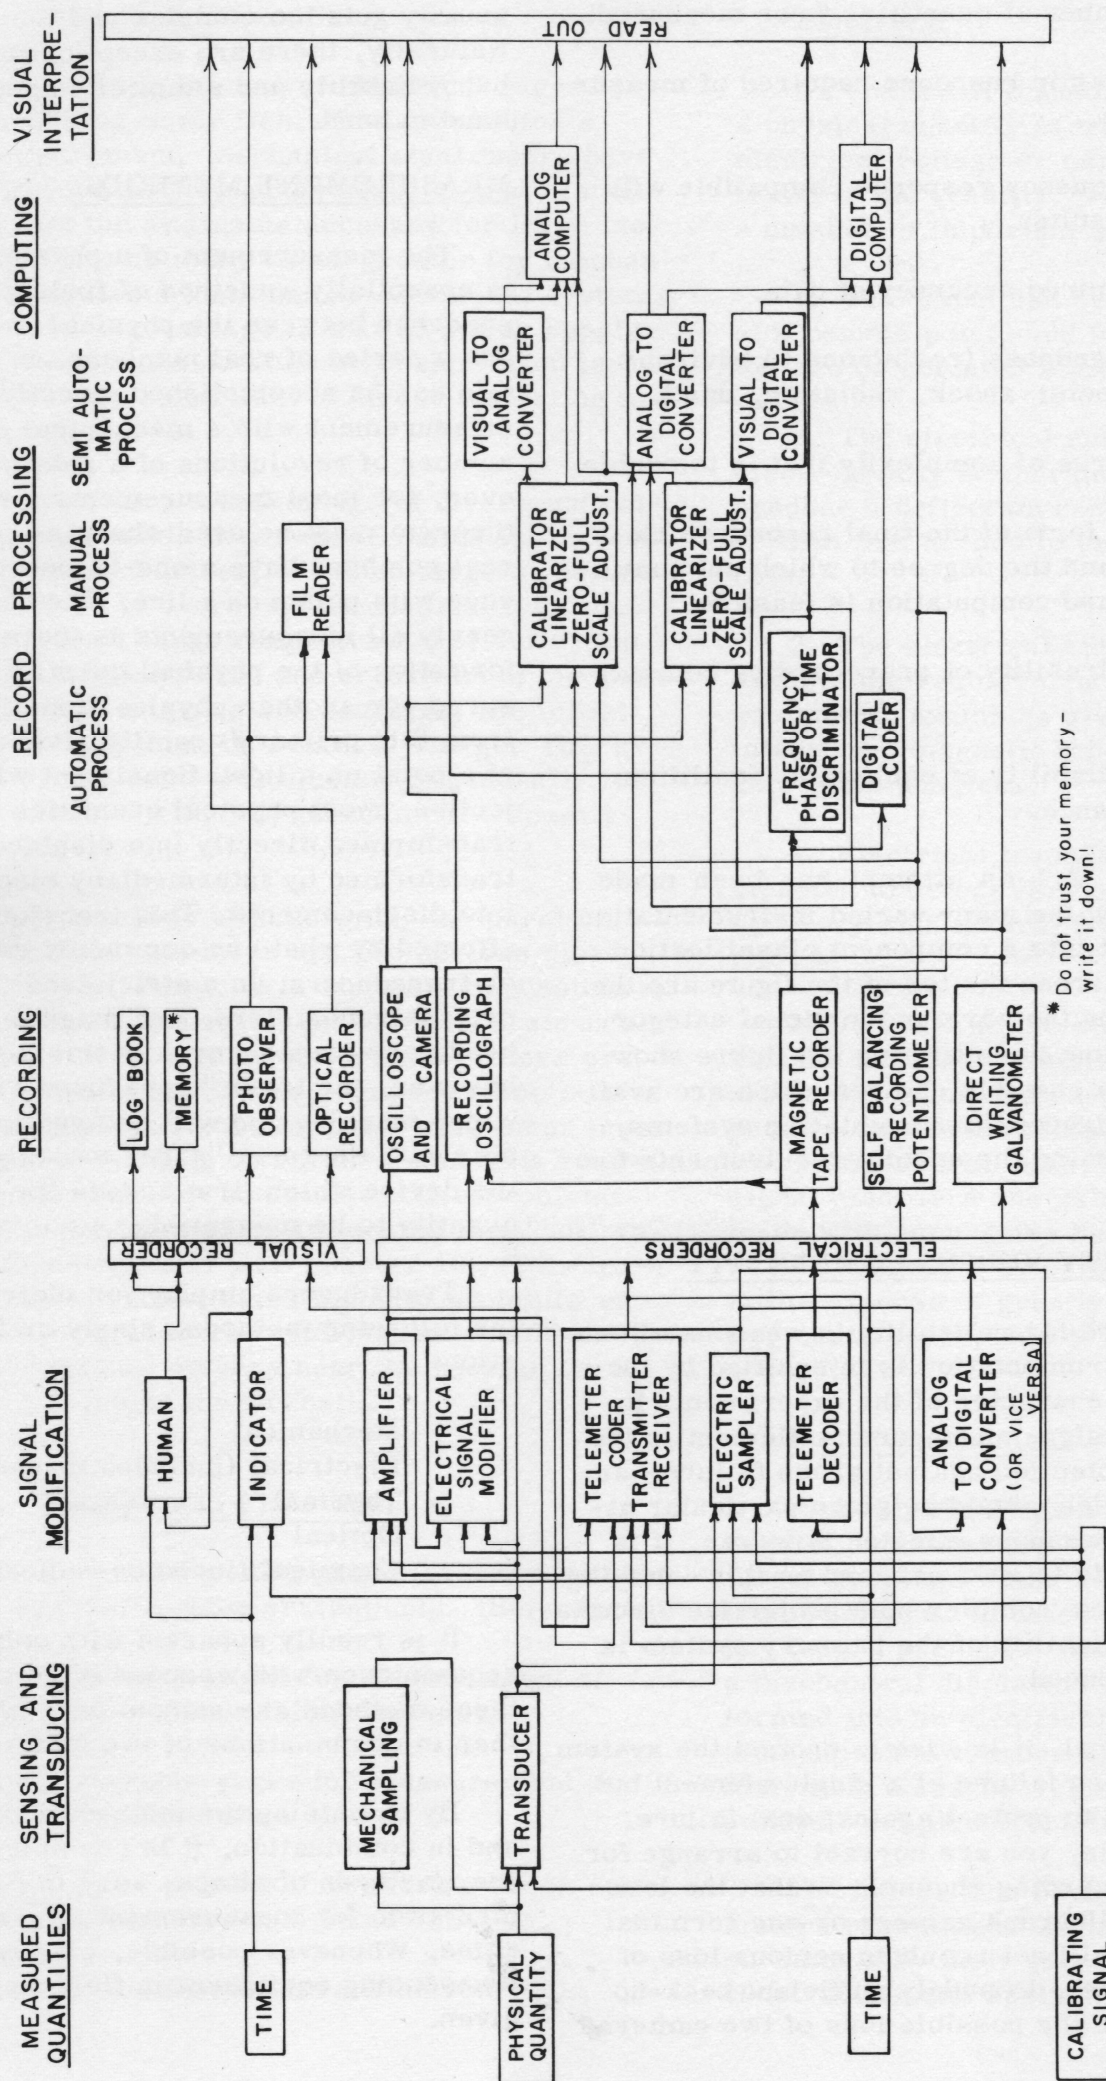 MEASURED
QUANTITIES
SENSING AND
TRANSDUCING
SIGNAL
MODIFICATION
RECORDING
RECORD PROCESSING
AUTOMATIC
PROCESS
MANUAL
PROCESS
SEMI AUTO-
MATIC
PROCESS
COMPUTING
VISUAL
INTERPRE-
TATION
TIME
PHYSICAL
QUANTITY
TIME
CALIBRATING
SIGNAL
MECHANICAL
SAMPLING
TRANSDUCER
HUMAN
INDICATOR
AMPLIFIER
ELECTRICAL
SIGNAL
MODIFIER
TELEMETER
CODER
TRANSMITTER
RECEIVER
ELECTRIC
SAMPLER
TELEMETER
DECODER
ANALOG
TO DIGITAL
CONVERTER
(OR VICE
VERSA)
VISUAL RECORDER
ELECTRICAL RECORDERS
LOG BOOK
MEMORY*
PHOTO
OBSERVER
OPTICAL
RECORDER
OSCILLOSCOPE
AND CAMERA
RECORDING
OSCILOGRAPH
MAGNETIC
TAPE RECORDER
SELF BALANCING
RECORDING
POTENTIOMETER
DIRECT
WRITING
GALVANOMETER
FREQUENCY
PHASE OR TIME
DISCRIMINATOR
DIGITAL
CODER
FILM
READER
CALIBRATOR
LINEARIZER
ZERO-FULL
SCALE ADJUST.
CALIBRATOR
LINEARIZER
ZERO-FULL
SCALE ADJUST.
VISUAL TO
ANALOG
CONVERTER
ANALOG TO
DIGITAL
CONVERTER
VISUAL TO
DIGITAL
CONVERTER
ANALOG
COMPUTER
DIGITAL
COMPUTER
READ OUT
* Do not trust your memory –
write it down!